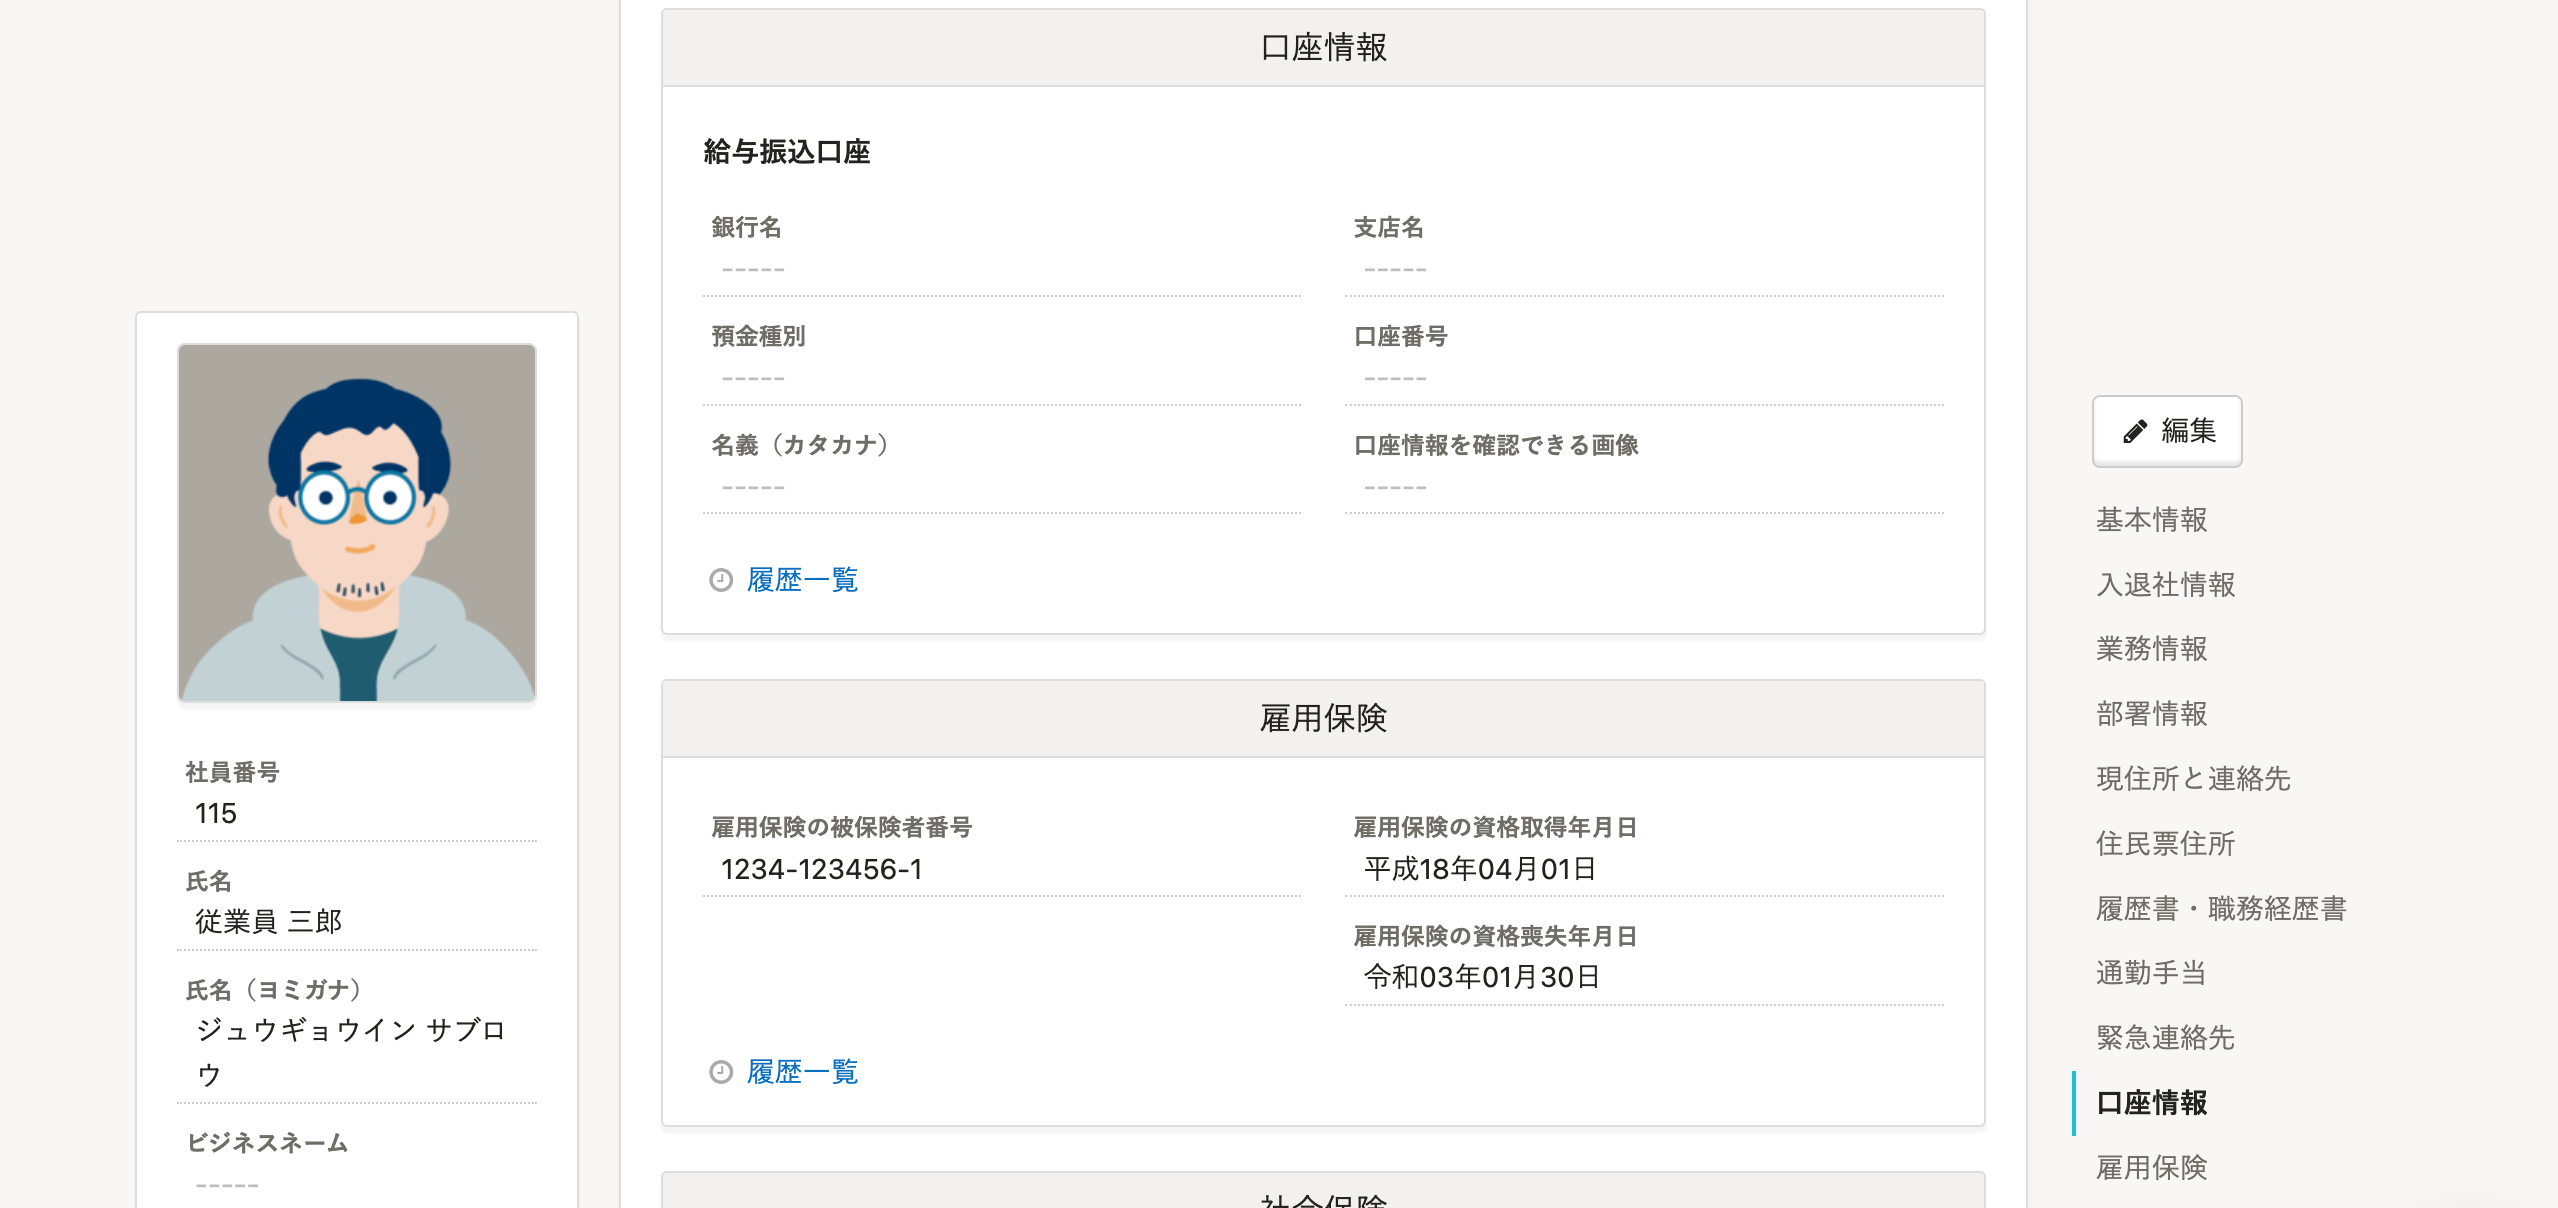 社員番号
115
氏名
従業員 三郎
氏名（ヨミガナ）
ジュウギョウイン サブロ
ウ
ビジネスネーム
-----
口座情報
給与振込口座
銀行名
-----
支店名
-----
預金種別
-----
口座番号
-----
名義（カタカナ）
-----
口座情報を確認できる画像
-----
履歴一覧
雇用保険
雇用保険の被保険者番号
1234-123456-1
雇用保険の資格取得年月日
平成18年04月01日
雇用保険の資格喪失年月日
令和03年01月30日
履歴一覧
社会保険
編集
基本情報
入退社情報
業務情報
部署情報
現住所と連絡先
住民票住所
履歴書・職務経歴書
通勤手当
緊急連絡先
口座情報
雇用保険